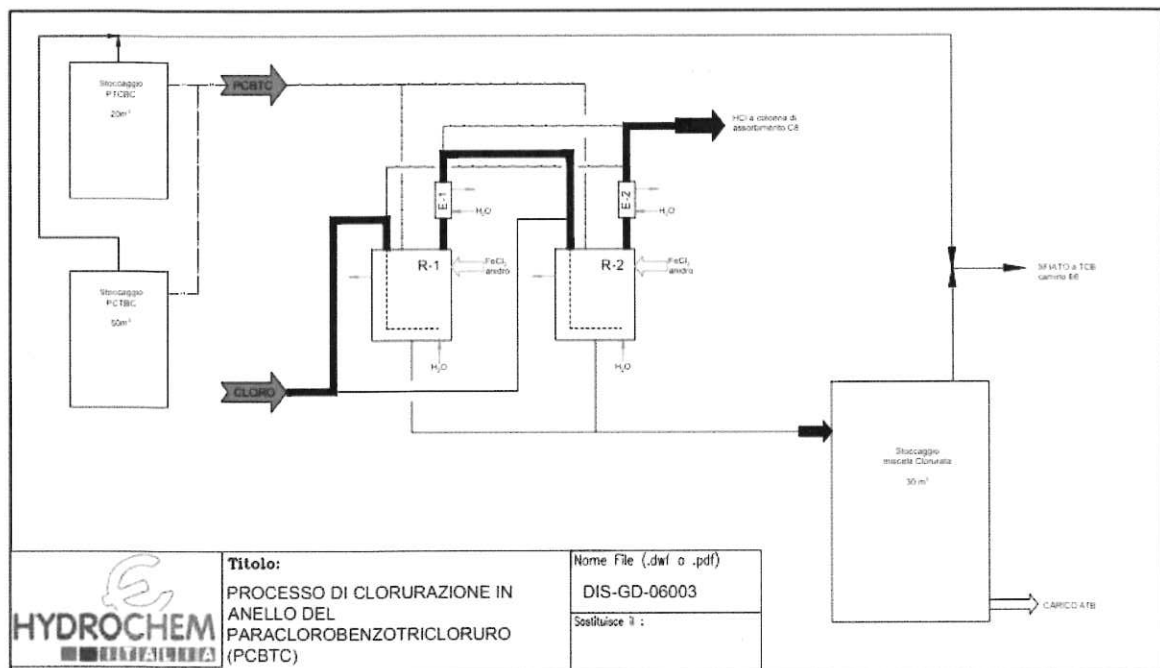 Stoccaggio
PTCBC
20m³
PCBTC
HCl a colonna di
assorbimento C8
E-1
E-2
H₂O
H₂O
R-1
FeCl₃
anidro
R-2
FeCl₃
anidro
Stoccaggio
PCTBC
50m³
SFIATO a TCB
camino E6
H₂O
H₂O
CLORO
Stoccaggio
miscela Clorurata
30 m³
CARICO ATB
HYDROCHEM
ITALIA
Titolo:
PROCESSO DI CLORURAZIONE IN
ANELLO DEL
PARACLOROBENZOTRICLORURO
(PCBTC)
Nome File (.dwf o .pdf)
DIS-GD-06003
Sostituisce il :